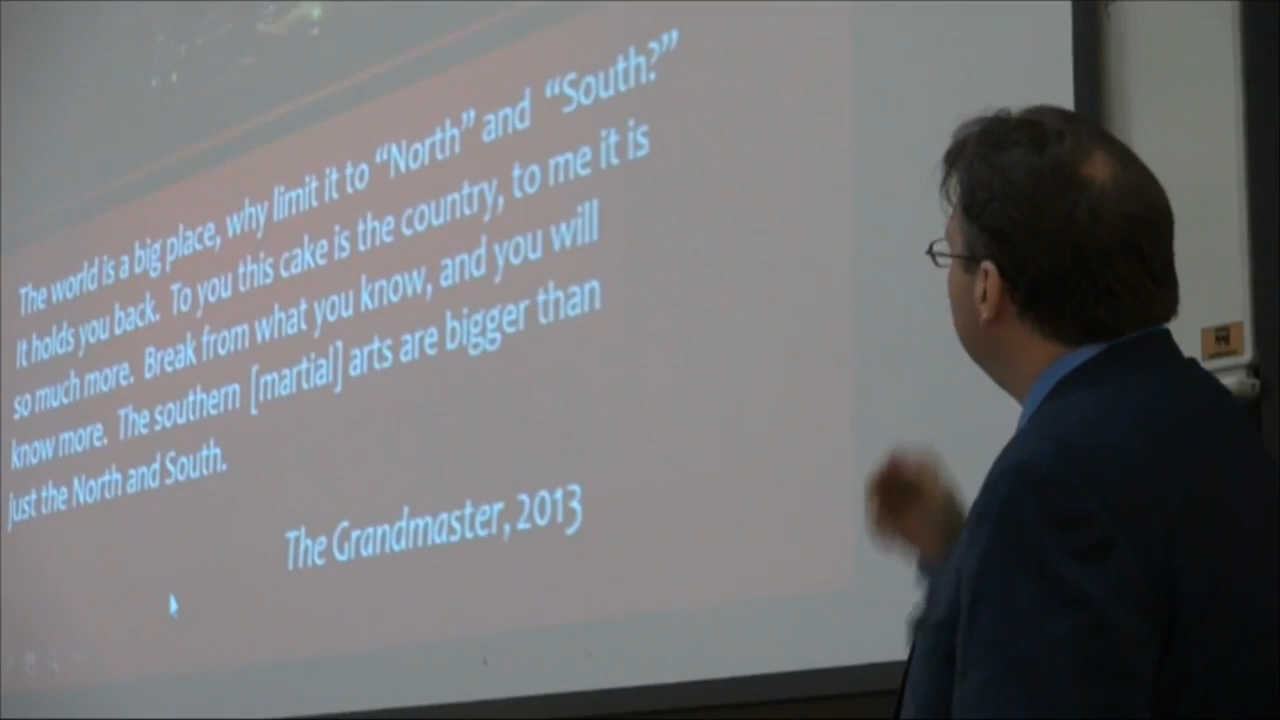 The world is a big place, why limit it to “North” and “South?”
It holds you back. To you this cake is the country, to me it is
so much more. Break from what you know, and you will
know more. The southern [martial] arts are bigger than
just the North and South.
The Grandmaster, 2013